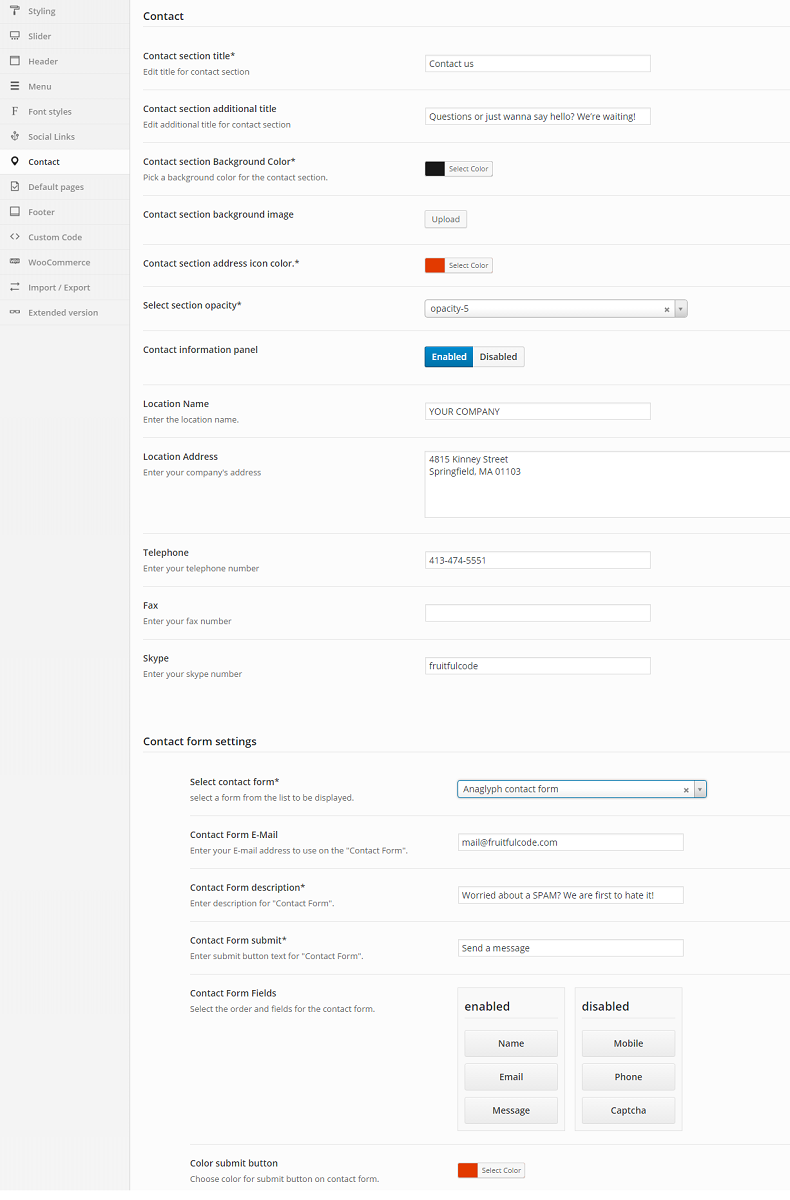 Styling
Slider
Header
Menu
Font styles
Social Links
Contact
Default pages
Footer
Custom Code
WooCommerce
Import / Export
Extended version
Contact
Contact section title*
Edit title for contact section
Contact us
Contact section additional title
Edit additional title for contact section
Questions or just wanna say hello? We're waiting!
Contact section Background Color*
Pick a background color for the contact section.
Select Color
Contact section background image
Upload
Contact section address icon color.*
Select Color
Select section opacity*
opacity-5
Contact information panel
Enabled Disabled
Location Name
Enter the location name.
YOUR COMPANY
Location Address
Enter your company's address
4815 Kinney Street
Springfield, MA 01103
Telephone
Enter your telephone number
413-474-5551
Fax
Enter your fax number
Skype
Enter your skype number
fruitfulcode
Contact form settings
Select contact form*
select a form from the list to be displayed.
Anaglyph contact form
Contact Form E-Mail
Enter your E-mail address to use on the "Contact Form".
mail@fruitfulcode.com
Contact Form description*
Enter description for "Contact Form".
Worried about a SPAM? We are first to hate it!
Contact Form submit*
Enter submit button text for "Contact Form".
Send a message
Contact Form Fields
Select the order and fields for the contact form.
enabled
Name
Email
Message
disabled
Mobile
Phone
Captcha
Color submit button
Choose color for submit button on contact form.
Select Color